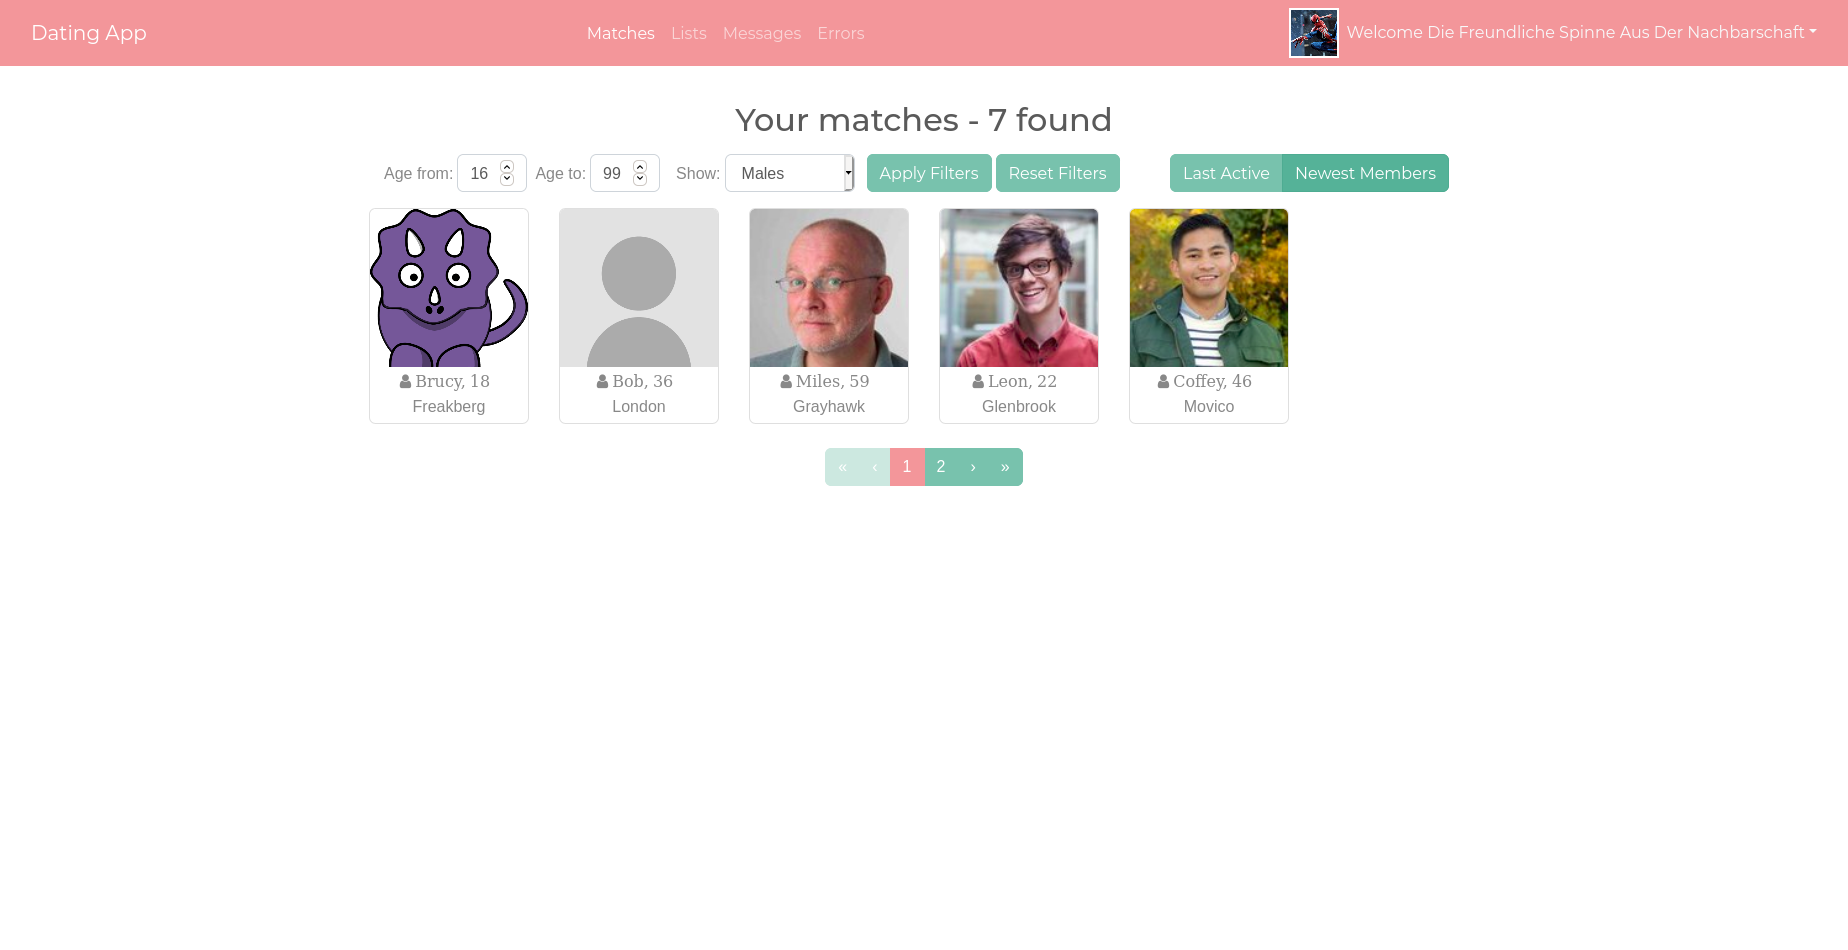 Dating App Matches Lists Messages Errors Welcome Die Freundliche Spinne Aus Der Nachbarschaft
Your matches - 7 found
Age from: 16 Age to: 99 Show: Males Apply Filters Reset Filters Last Active Newest Members
Brucy, 18
Freakberg
Bob, 36
London
Miles, 59
Grayhawk
Leon, 22
Glenbrook
Coffey, 46
Movico
« ‹ 1 2 › »